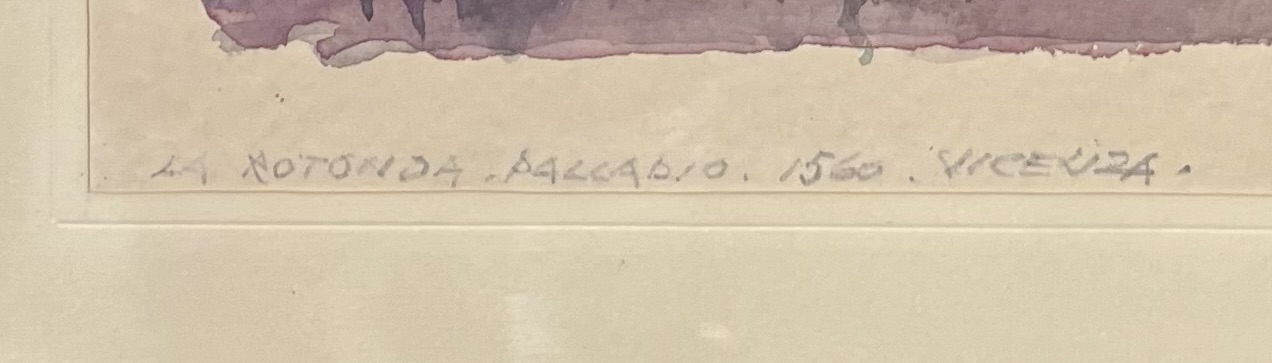 LA ROTONDA . PALLADIO . 1560 . VICENZA .